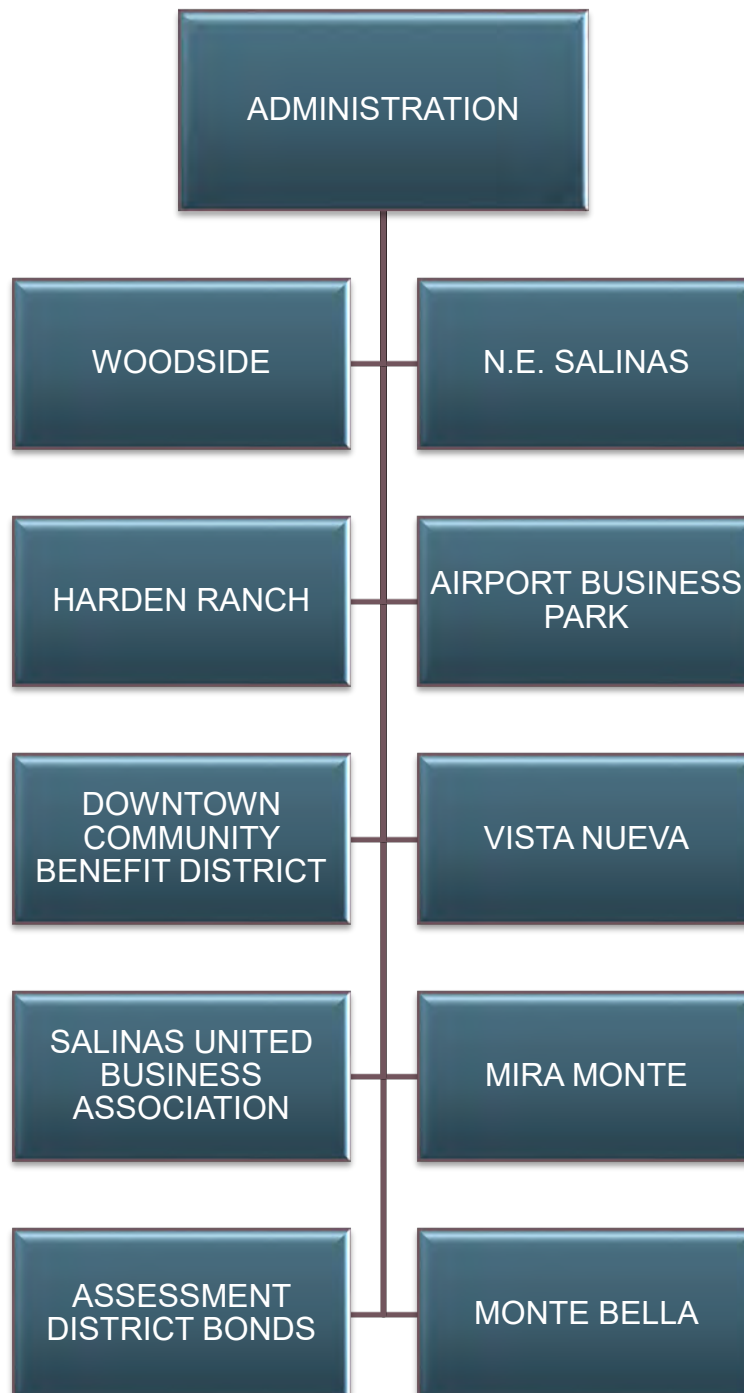 ADMINISTRATION
WOODSIDE
N.E. SALINAS
HARDEN RANCH
AIRPORT BUSINESS
PARK
DOWNTOWN
COMMUNITY
BENEFIT DISTRICT
VISTA NUEVA
SALINAS UNITED
BUSINESS
ASSOCIATION
MIRA MONTE
ASSESSMENT
DISTRICT BONDS
MONTE BELLA